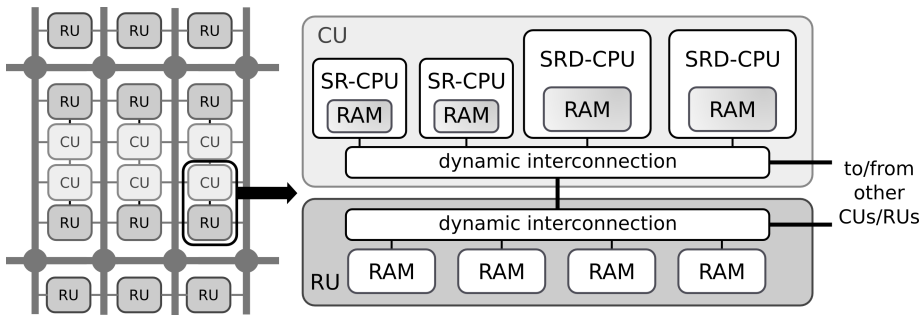 RU RU RU
RU RU RU
CU CU CU
CU CU CU
RU RU RU
RU RU RU
CU
SR-CPU
RAM
SR-CPU
RAM
SRD-CPU
RAM
SRD-CPU
RAM
dynamic interconnection
to/from
other
CUs/RUs
dynamic interconnection
RU
RAM RAM RAM RAM